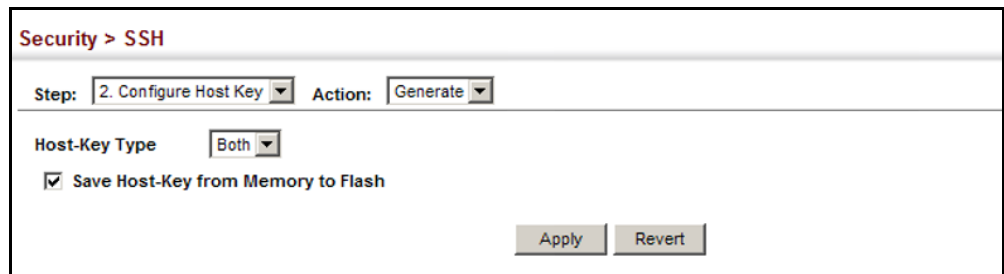 Security > SSH
Step: 2. Configure Host Key Action: Generate
Host-Key Type Both
Save Host-Key from Memory to Flash
Apply Revert